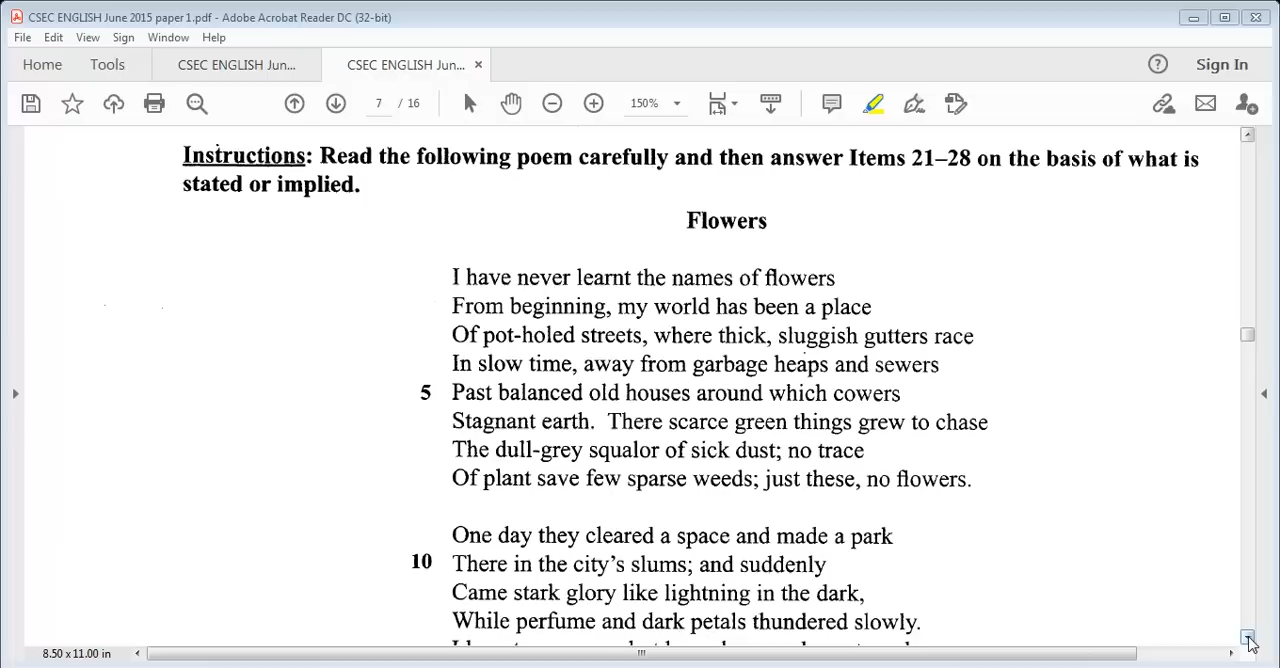 CSEC ENGLISH June 2015 paper 1.pdf - Adobe Acrobat Reader DC (32-bit)
File Edit View Sign Window Help
Home Tools CSEC ENGLISH Jun... CSEC ENGLISH Jun... × Sign In
7 / 16 150%
Instructions: Read the following poem carefully and then answer Items 21–28 on the basis of what is
stated or implied.
Flowers
I have never learnt the names of flowers
From beginning, my world has been a place
Of pot-holed streets, where thick, sluggish gutters race
In slow time, away from garbage heaps and sewers
5 Past balanced old houses around which cowers
Stagnant earth. There scarce green things grew to chase
The dull-grey squalor of sick dust; no trace
Of plant save few sparse weeds; just these, no flowers.
One day they cleared a space and made a park
10 There in the city's slums; and suddenly
Came stark glory like lightning in the dark,
While perfume and dark petals thundered slowly.
8.50 x 11.00 in